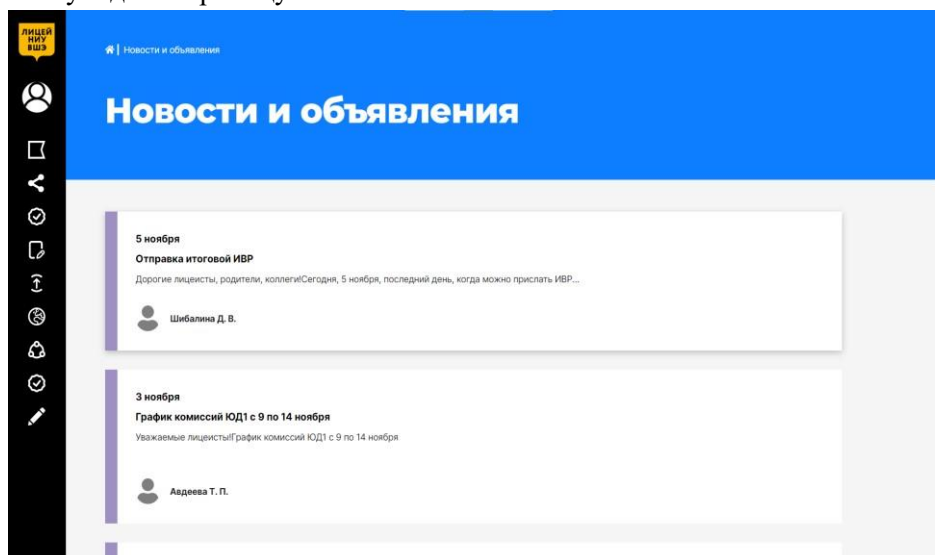 ЛИЦЕЙ
НИУ
ВШЭ
Новости и объявления
Новости и объявления
5 ноября
Отправка итоговой ИВР
Дорогие лицеисты, родители, коллеги!Сегодня, 5 ноября, последний день, когда можно прислать ИВР...
Шибалина Д. В.
3 ноября
График комиссий ЮД1 с 9 по 14 ноября
Уважаемые лицеисты!График комиссий ЮД1 с 9 по 14 ноября
Авдеева Т. П.